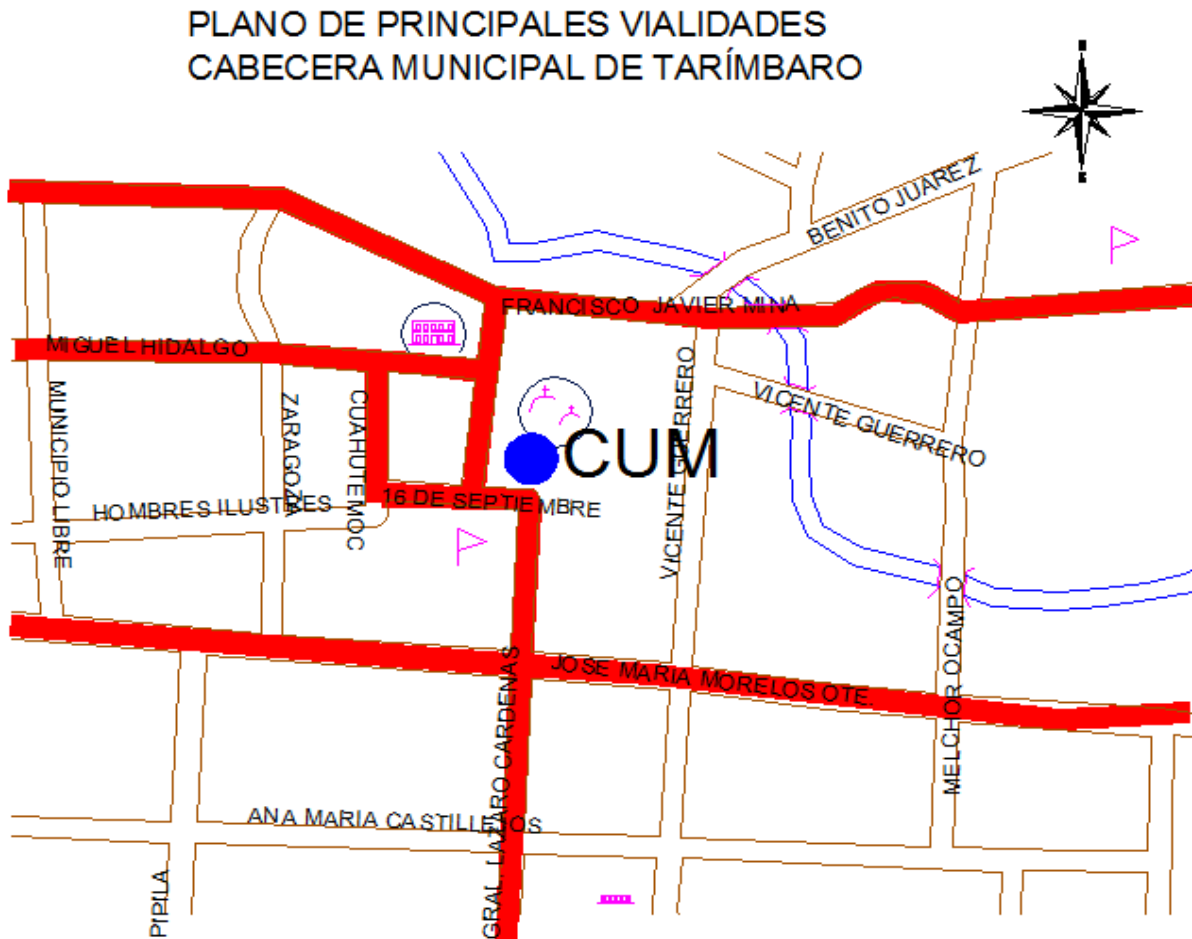 PLANO DE PRINCIPALES VIALIDADES
CABECERA MUNICIPAL DE TARÍMBARO
BENITO JUAREZ
FRANCISCO JAVIER MINA
MIGUEL HIDALGO
MUNICIPIO LIBRE
ZARAGOZA
CUAHUTEMOC
VICENTE GUERRERO
VICENTE GUERRERO
CUM
HOMBRES ILUSTRES
16 DE SEPTIEMBRE
JOSE MARIA MORELOS OTE.
MELCHOR OCAMPO
GRAL. LAZARO CARDENAS
ANA MARIA CASTILLEJOS
PIPILA